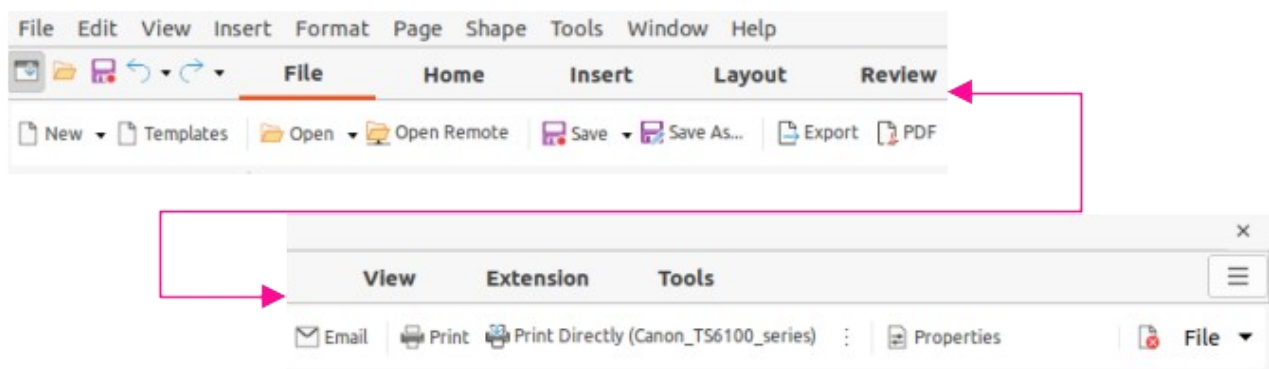 File Edit View Insert Format Page Shape Tools Window Help
File Home Insert Layout Review
New Templates Open Open Remote Save Save As... Export PDF
View Extension Tools
Email Print Print Directly (Canon_TS6100_series) Properties File